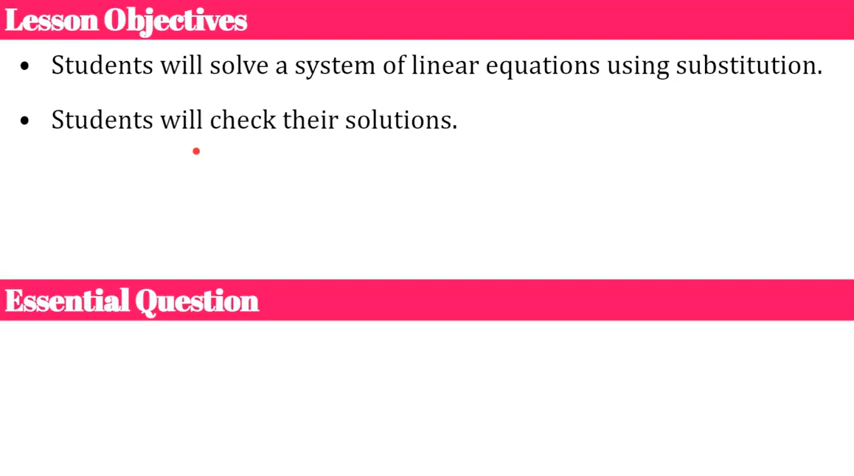 Lesson Objectives
• Students will solve a system of linear equations using substitution.
• Students will check their solutions.
Essential Question